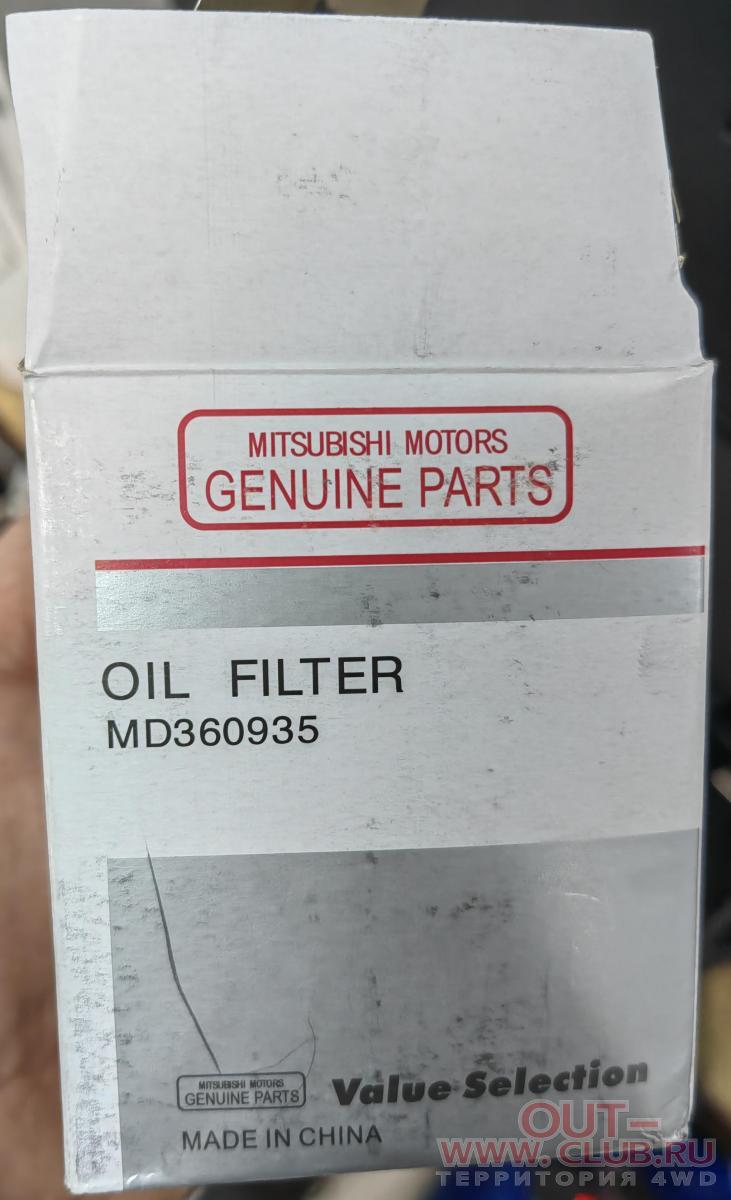 MITSUBISHI MOTORS
GENUINE PARTS
OIL FILTER
MD360935
MITSUBISHI MOTORS
GENUINE PARTS
Value Selection
MADE IN CHINA
OUT-
WWW.CLUB.RU
ТЕРРИТОРИЯ 4WD